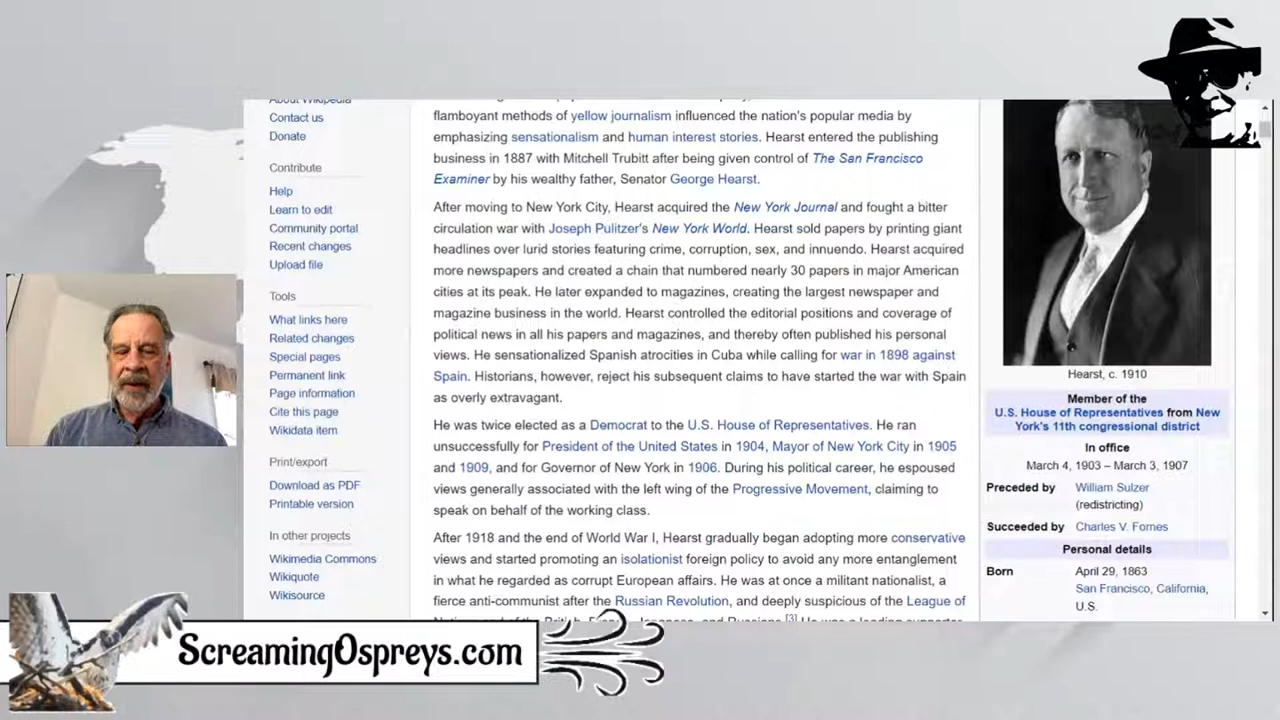 About Wikipedia
Contact us
Donate
Contribute
Help
Learn to edit
Community portal
Recent changes
Upload file
Tools
What links here
Related changes
Special pages
Permanent link
Page information
Cite this page
Wikidata item
Print/export
Download as PDF
Printable version
In other projects
Wikimedia Commons
Wikiquote
Wikisource
flamboyant methods of yellow journalism influenced the nation's popular media by
emphasizing sensationalism and human interest stories. Hearst entered the publishing
business in 1887 with Mitchell Trubitt after being given control of The San Francisco
Examiner by his wealthy father, Senator George Hearst.
After moving to New York City, Hearst acquired the New York Journal and fought a bitter
circulation war with Joseph Pulitzer's New York World. Hearst sold papers by printing giant
headlines over lurid stories featuring crime, corruption, sex, and innuendo. Hearst acquired
more newspapers and created a chain that numbered nearly 30 papers in major American
cities at its peak. He later expanded to magazines, creating the largest newspaper and
magazine business in the world. Hearst controlled the editorial positions and coverage of
political news in all his papers and magazines, and thereby often published his personal
views. He sensationalized Spanish atrocities in Cuba while calling for war in 1898 against
Spain. Historians, however, reject his subsequent claims to have started the war with Spain
as overly extravagant.
He was twice elected as a Democrat to the U.S. House of Representatives. He ran
unsuccessfully for President of the United States in 1904, Mayor of New York City in 1905
and 1909, and for Governor of New York in 1906. During his political career, he espoused
views generally associated with the left wing of the Progressive Movement, claiming to
speak on behalf of the working class.
After 1918 and the end of World War I, Hearst gradually began adopting more conservative
views and started promoting an isolationist foreign policy to avoid any more entanglement
in what he regarded as corrupt European affairs. He was at once a militant nationalist, a
fierce anti-communist after the Russian Revolution, and deeply suspicious of the League of
Hearst, c. 1910
Member of the
U.S. House of Representatives from New
York's 11th congressional district
In office
March 4, 1903 – March 3, 1907
Preceded by William Sulzer
(redistricting)
Succeeded by Charles V. Fornes
Personal details
Born April 29, 1863
San Francisco, California,
U.S.
ScreamingOspreys.com